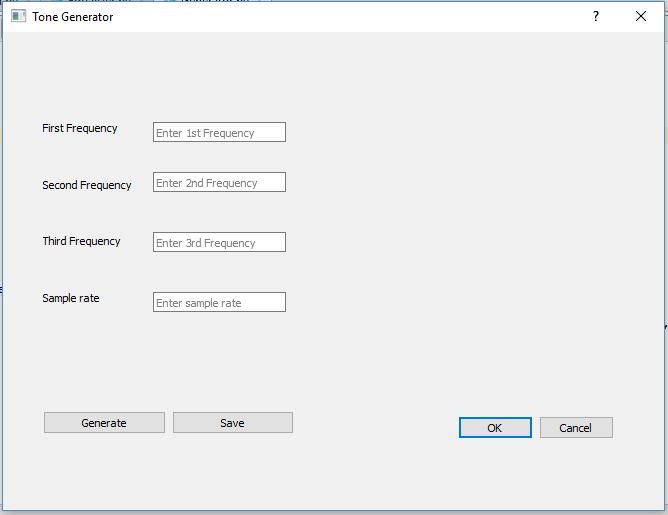 Tone Generator
?
First Frequency
Enter 1st Frequency
Second Frequency
Enter 2nd Frequency
Third Frequency
Enter 3rd Frequency
Sample rate
Enter sample rate
Generate
Save
OK
Cancel